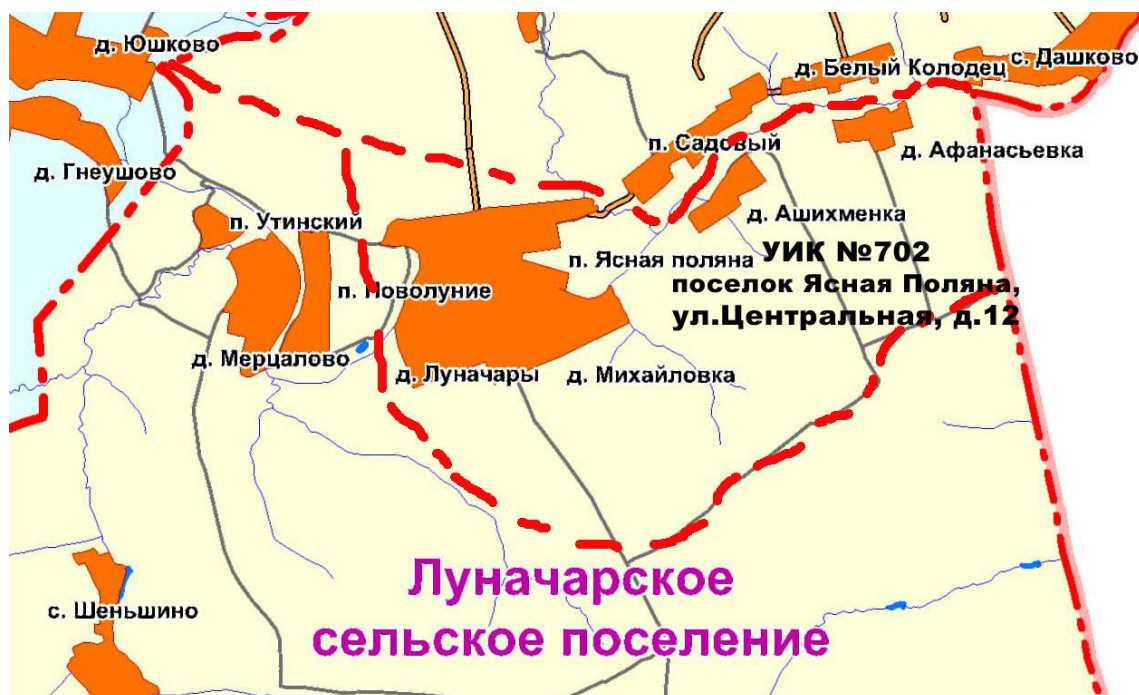 д. Юшково
с. Дашково
д. Белый Колодец
п. Садовый
д. Афанасьевка
д. Гнеушово
п. Утинский
д. Ашихменка
п. Ясная поляна
УИК №702
поселок Ясная Поляна,
ул.Центральная, д.12
п. Новолуние
д. Мерцалово
д. Луначары
д. Михайловка
Луначарское
сельское поселение
с. Шеньшино